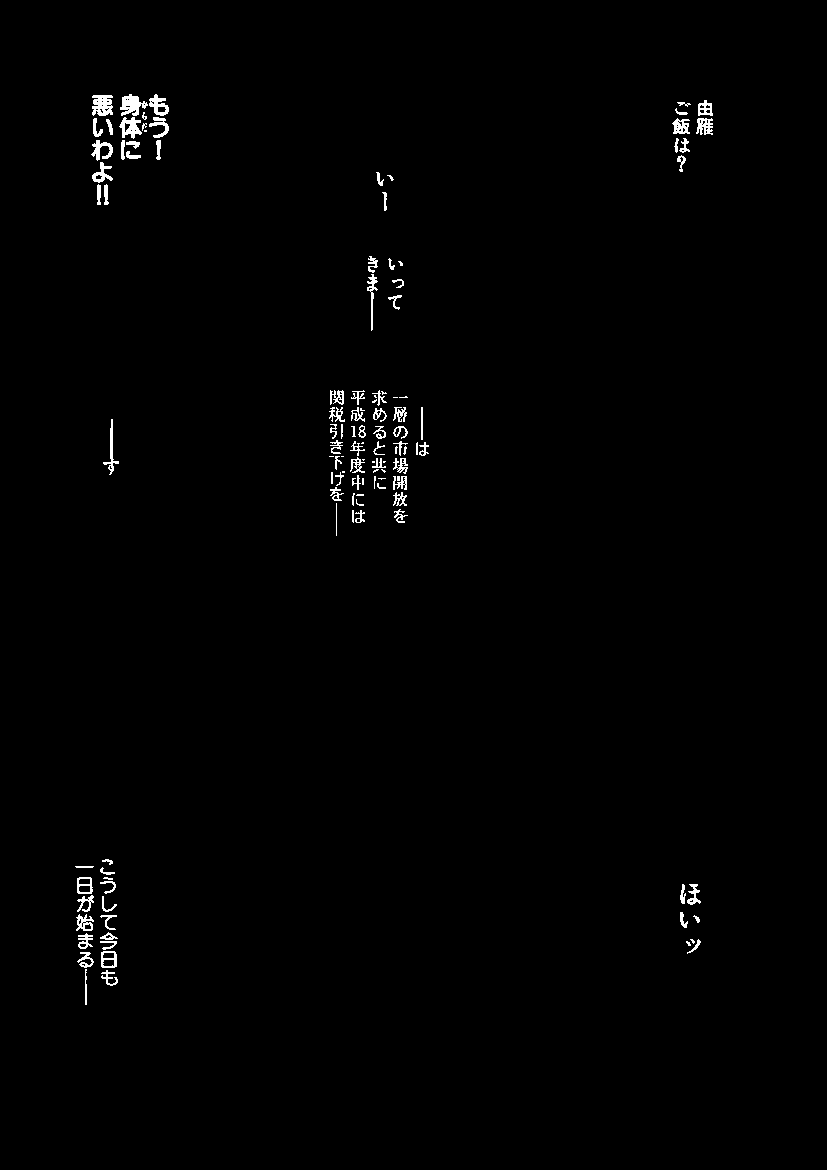 由雁
ご飯は?
いー
もう!
身体に
悪いわよ!!
いって
きまー
──は
一層の市場開放を
求めると共に
平成18年度中には
関税引き下げを──
──す
ほいッ
こうして今日も
一日が始まる──